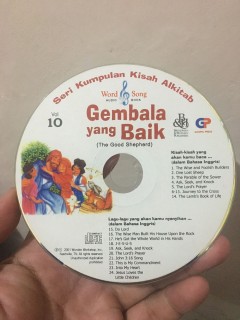 Seri Kumpulan Kisah Alkitab
Word & Song
Vol
10
Gembala
yang Baik
(The Good Shepherd)
GP
Kisah-kisah yang
akan kamu baca ...
(dalam Bahasa Inggris)
1. The Wise and Foolish Builders
2. One Lost Sheep
3. The Parable of the Sower
4. Ask, Seek, and Knock
5. The Lord's Prayer
6-13. Journey to the Cross
14. The Lamb's Book of Life
Lagu-lagu yang akan kamu nyanyikan ...
(dalam Bahasa Inggris)
16. The Wise Man Built His House Upon the Rock
17. He's Got the Whole World in His Hands
19. Ask, Seek, and Knock
20. The Lord's Prayer
21. John 3:16 Song
22. This is My Commandment
23. Into My Heart
24. Jesus Loves the
Little Children